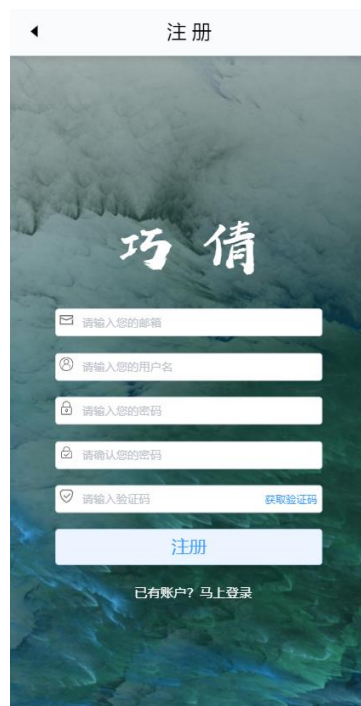 注册
巧倩
请输入您的邮箱
请输入您的用户名
请输入您的密码
请确认您的密码
请输入验证码 获取验证码
注册
已有账户？马上登录